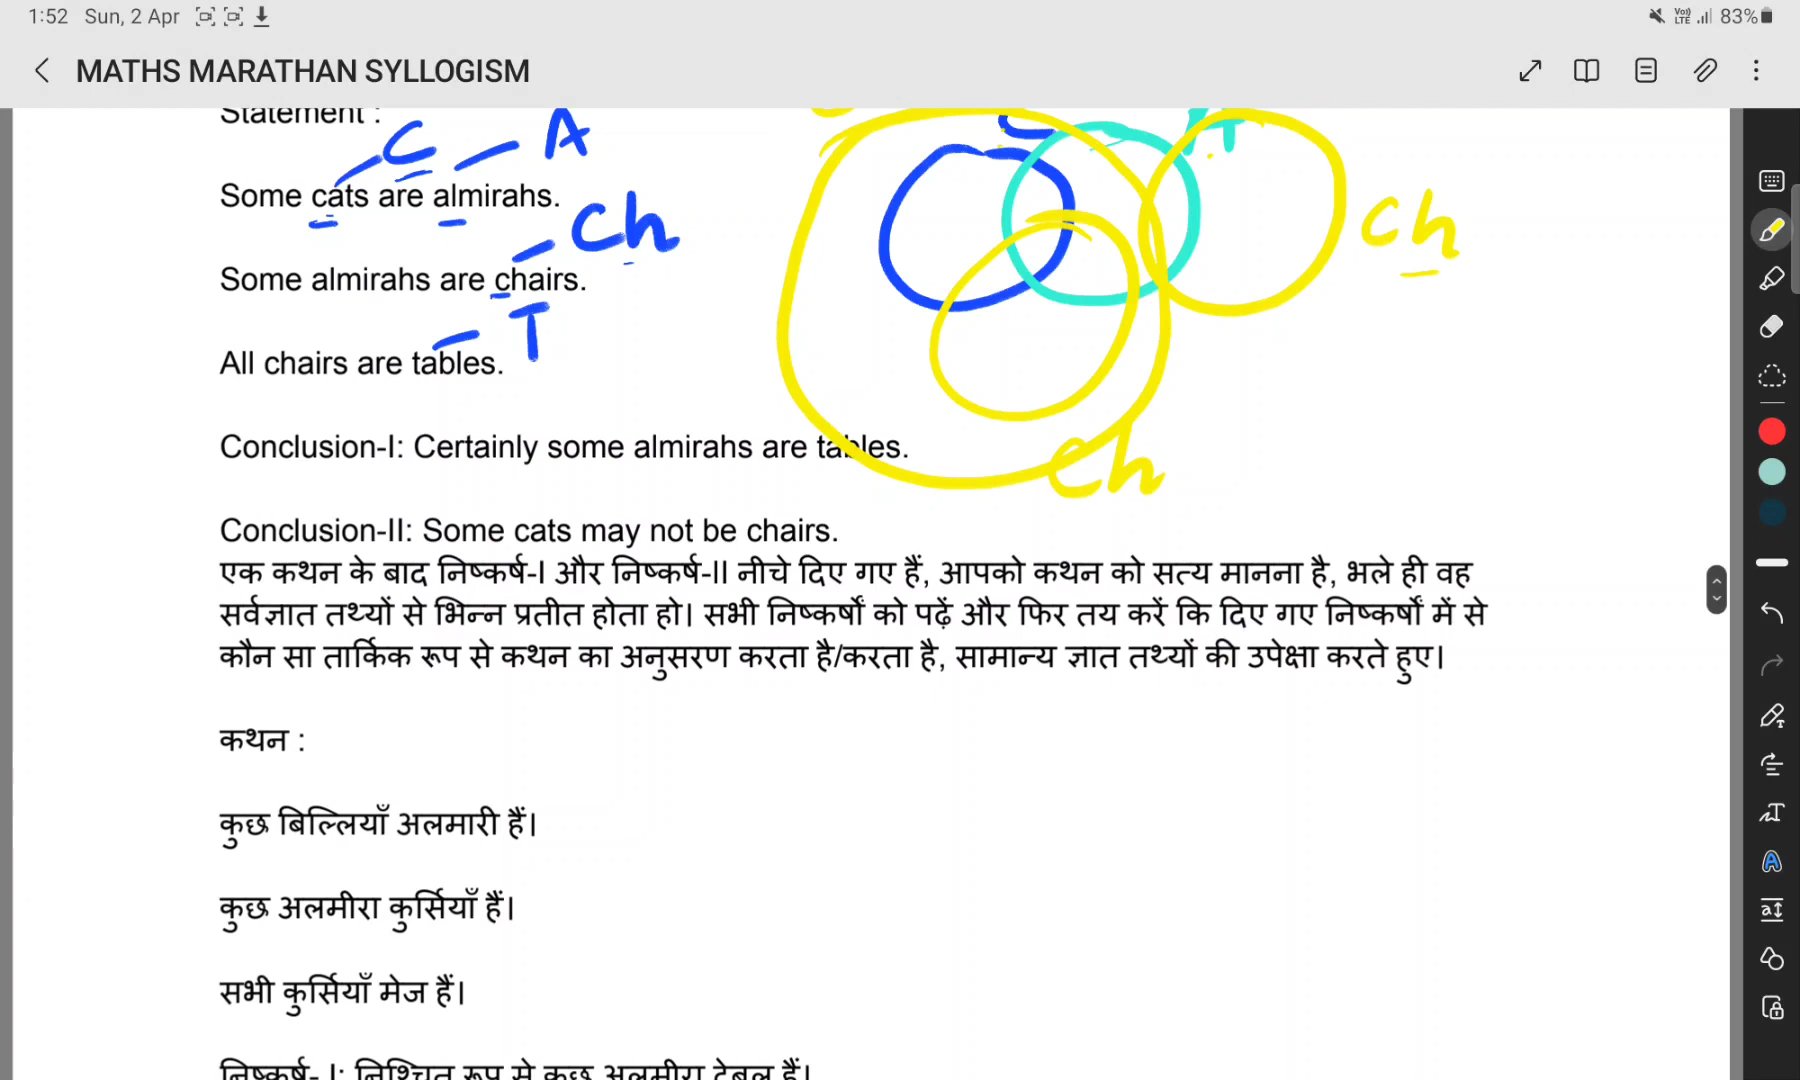 1:52 Sun, 2 Apr
83%
MATHS MARATHAN SYLLOGISM
Statement :
C A
Some cats are almirahs.
Ch
ch
Some almirahs are chairs.
T
All chairs are tables.
Conclusion-I: Certainly some almirahs are tables.
ch
Conclusion-II: Some cats may not be chairs.
एक कथन के बाद निष्कर्ष-I और निष्कर्ष-II नीचे दिए गए हैं, आपको कथन को सत्य मानना है, भले ही वह
सर्वज्ञात तथ्यों से भिन्न प्रतीत होता हो। सभी निष्कर्षों को पढ़ें और फिर तय करें कि दिए गए निष्कर्षों में से
कौन सा तार्किक रूप से कथन का अनुसरण करता है/करता है, सामान्य ज्ञात तथ्यों की उपेक्षा करते हुए।
कथन :
कुछ बिल्लियाँ अलमारी हैं।
कुछ अलमीरा कुर्सियाँ हैं।
सभी कुर्सियाँ मेज हैं।
निष्कर्ष- I: निश्चित रूप से कुछ अलमीरा टेबल हैं।